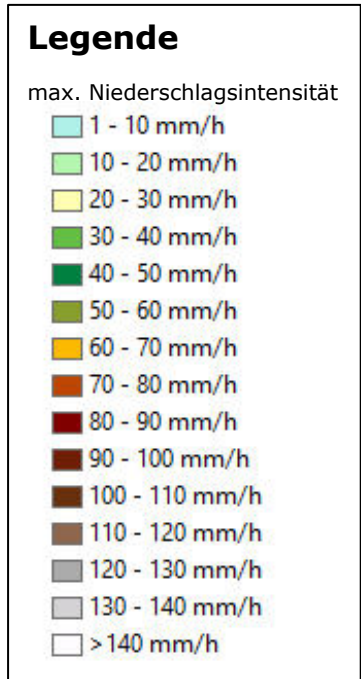 Legende
max. Niederschlagsintensität
1 - 10 mm/h
10 - 20 mm/h
20 - 30 mm/h
30 - 40 mm/h
40 - 50 mm/h
50 - 60 mm/h
60 - 70 mm/h
70 - 80 mm/h
80 - 90 mm/h
90 - 100 mm/h
100 - 110 mm/h
110 - 120 mm/h
120 - 130 mm/h
130 - 140 mm/h
>140 mm/h